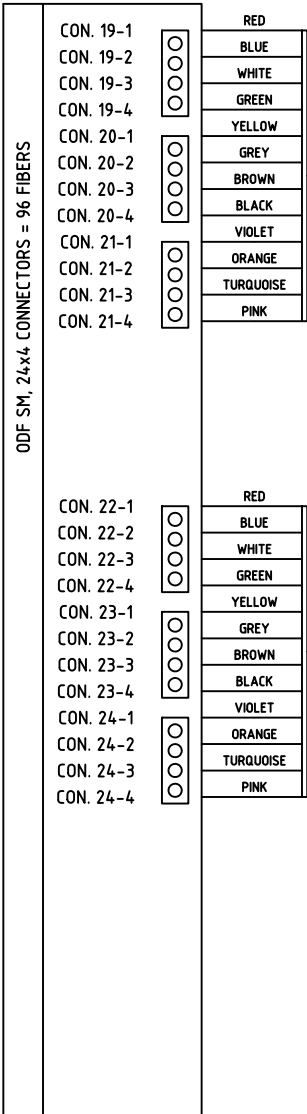 ODF SM, 24x4 CONNECTORS = 96 FIBERS
CON. 19-1 RED
CON. 19-2 BLUE
CON. 19-3 WHITE
CON. 19-4 GREEN
CON. 20-1 YELLOW
CON. 20-2 GREY
CON. 20-3 BROWN
CON. 20-4 BLACK
CON. 21-1 VIOLET
CON. 21-2 ORANGE
CON. 21-3 TURQUOISE
CON. 21-4 PINK
CON. 22-1 RED
CON. 22-2 BLUE
CON. 22-3 WHITE
CON. 22-4 GREEN
CON. 23-1 YELLOW
CON. 23-2 GREY
CON. 23-3 BROWN
CON. 23-4 BLACK
CON. 24-1 VIOLET
CON. 24-2 ORANGE
CON. 24-3 TURQUOISE
CON. 24-4 PINK